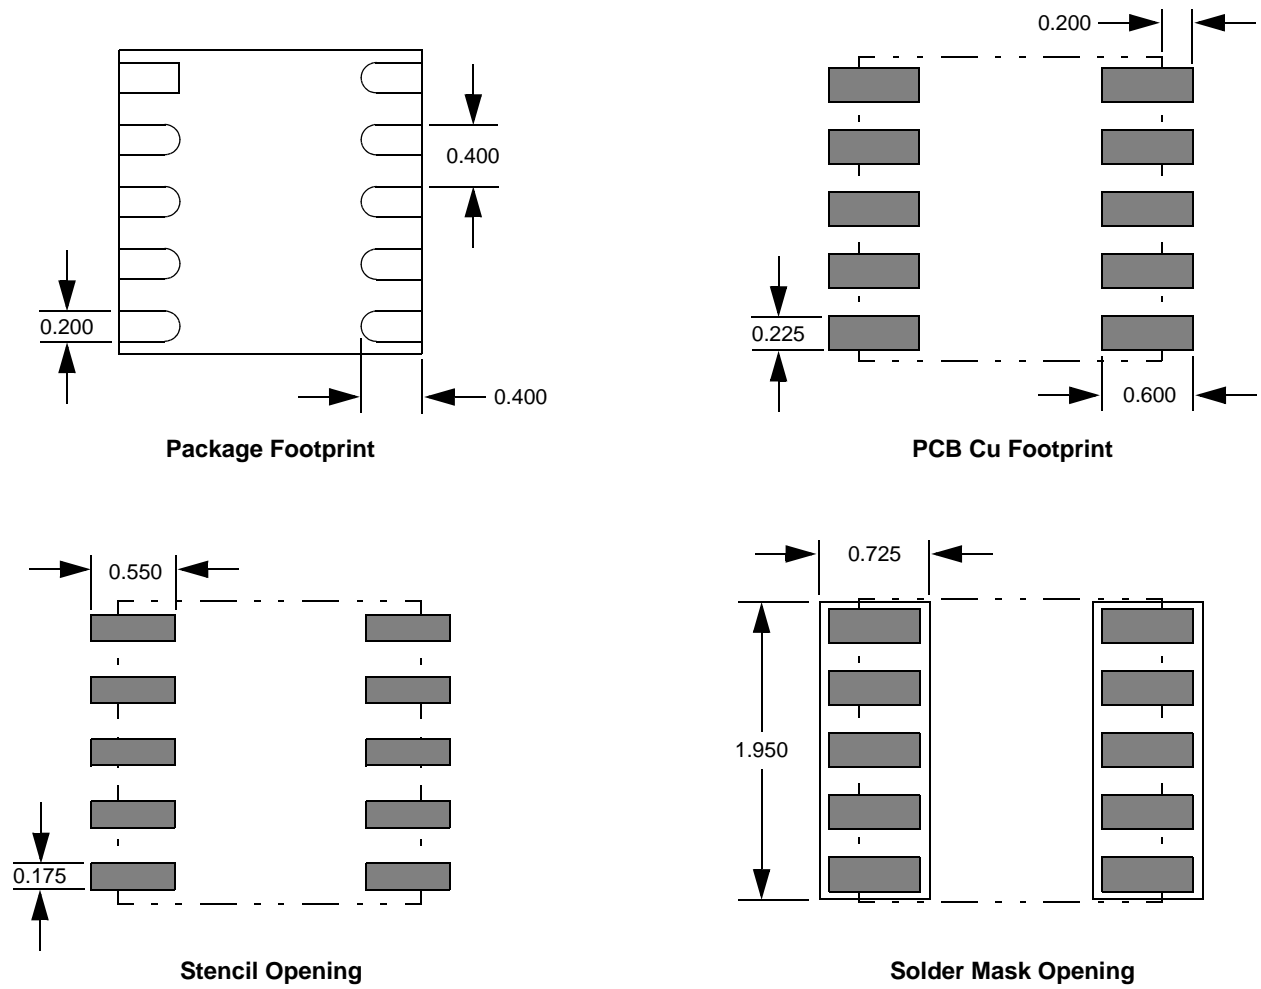 0.200
0.400
0.200
0.400
Package Footprint
0.225
0.600
PCB Cu Footprint
0.550
0.175
Stencil Opening
0.725
1.950
Solder Mask Opening